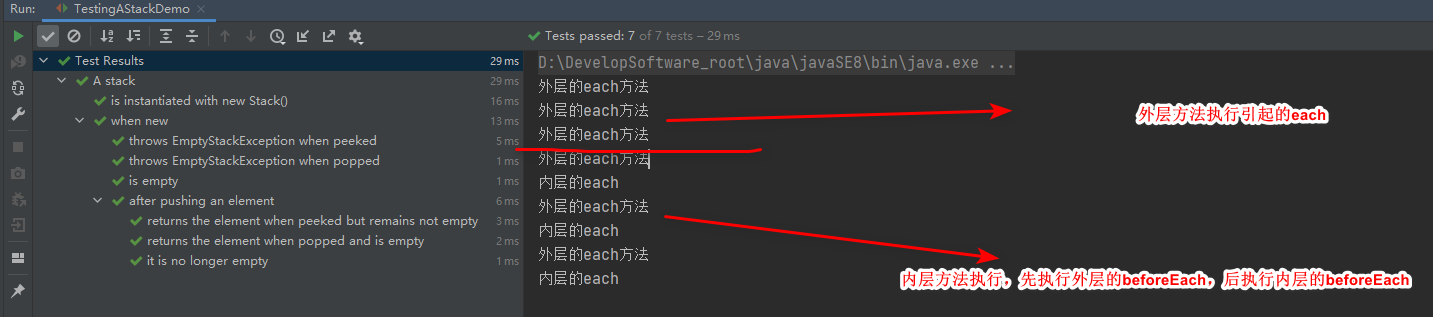 Run: TestingAStackDemo
Tests passed: 7 of 7 tests – 29 ms
Test Results 29 ms
A stack 29 ms
is instantiated with new Stack() 16 ms
when new 13 ms
throws EmptyStackException when peeked 5 ms
throws EmptyStackException when popped 1 ms
is empty 1 ms
after pushing an element 6 ms
returns the element when peeked but remains not empty 3 ms
returns the element when popped and is empty 2 ms
it is no longer empty 1 ms
D:\DevelopSoftware_root\java\javaSE8\bin\java.exe ...
外层的each方法
外层的each方法
外层的each方法
外层的each方法
内层的each
外层的each方法
内层的each
外层的each方法
内层的each
外层方法执行引起的each
内层方法执行，先执行外层的beforeEach，后执行内层的beforeEach